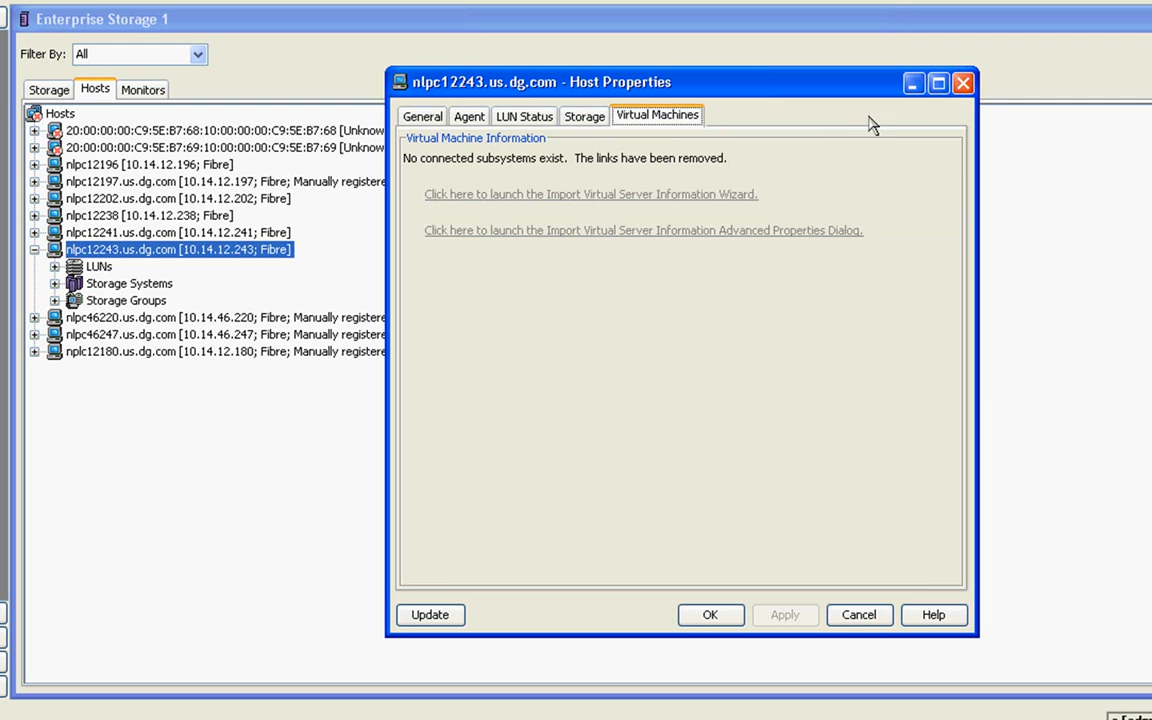 Enterprise Storage 1
Filter By: All
Storage Hosts Monitors
Hosts
20:00:00:00:C9:5E:B7:68:10:00:00:00:C9:5E:B7:68 [Unknow
20:00:00:00:C9:5E:B7:69:10:00:00:00:C9:5E:B7:69 [Unknow
nlpc12196 [10.14.12.196; Fibre]
nlpc12197.us.dg.com [10.14.12.197; Fibre; Manually registere
nlpc12202.us.dg.com [10.14.12.202; Fibre]
nlpc12238 [10.14.12.238; Fibre]
nlpc12241.us.dg.com [10.14.12.241; Fibre]
nlpc12243.us.dg.com [10.14.12.243; Fibre]
LUNs
Storage Systems
Storage Groups
nlpc46220.us.dg.com [10.14.46.220; Fibre; Manually registere
nlpc46247.us.dg.com [10.14.46.247; Fibre; Manually registere
nplc12180.us.dg.com [10.14.12.180; Fibre; Manually registere
nlpc12243.us.dg.com - Host Properties
General Agent LUN Status Storage Virtual Machines
Virtual Machine Information
No connected subsystems exist. The links have been removed.
Click here to launch the Import Virtual Server Information Wizard.
Click here to launch the Import Virtual Server Information Advanced Properties Dialog.
Update OK Apply Cancel Help